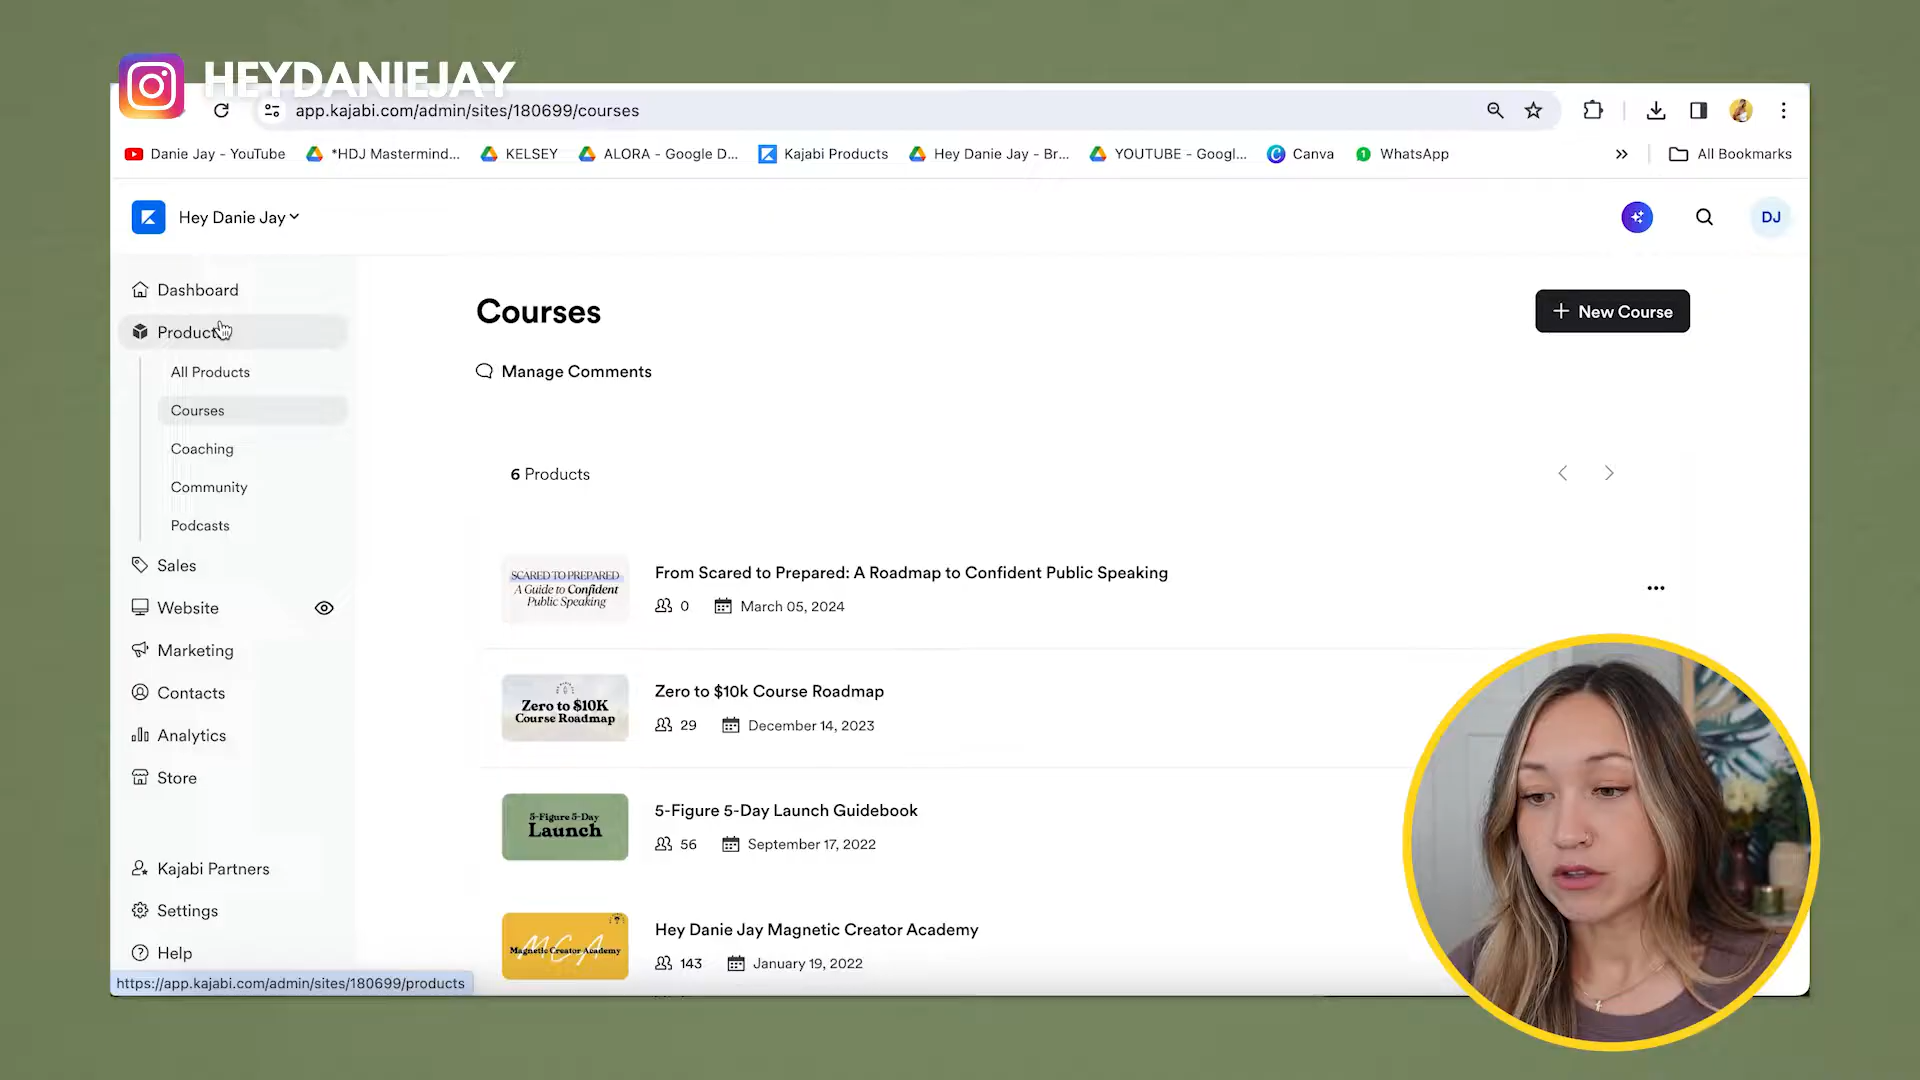 HEYDANIEJAY
app.kajabi.com/admin/sites/180699/courses
Danie Jay - YouTube
*HDJ Mastermind...
KELSEY
ALORA - Google D...
Kajabi Products
Hey Danie Jay - Br...
YOUTUBE - Googl...
Canva
1
WhatsApp
All Bookmarks
Hey Danie Jay
DJ
Dashboard
Products
All Products
Courses
Coaching
Community
Podcasts
Sales
Website
Marketing
Contacts
Analytics
Store
Kajabi Partners
Settings
Help
https://app.kajabi.com/admin/sites/180699/products
Courses
+ New Course
Manage Comments
6 Products
SCARED TO PREPARED
A Guide to Confident
Public Speaking
From Scared to Prepared: A Roadmap to Confident Public Speaking
0 March 05, 2024
Zero to $10K
Course Roadmap
Zero to $10k Course Roadmap
29 December 14, 2023
5-Figure 5-Day
Launch
5-Figure 5-Day Launch Guidebook
56 September 17, 2022
MCA
Magnetic Creator Academy
Hey Danie Jay Magnetic Creator Academy
143 January 19, 2022